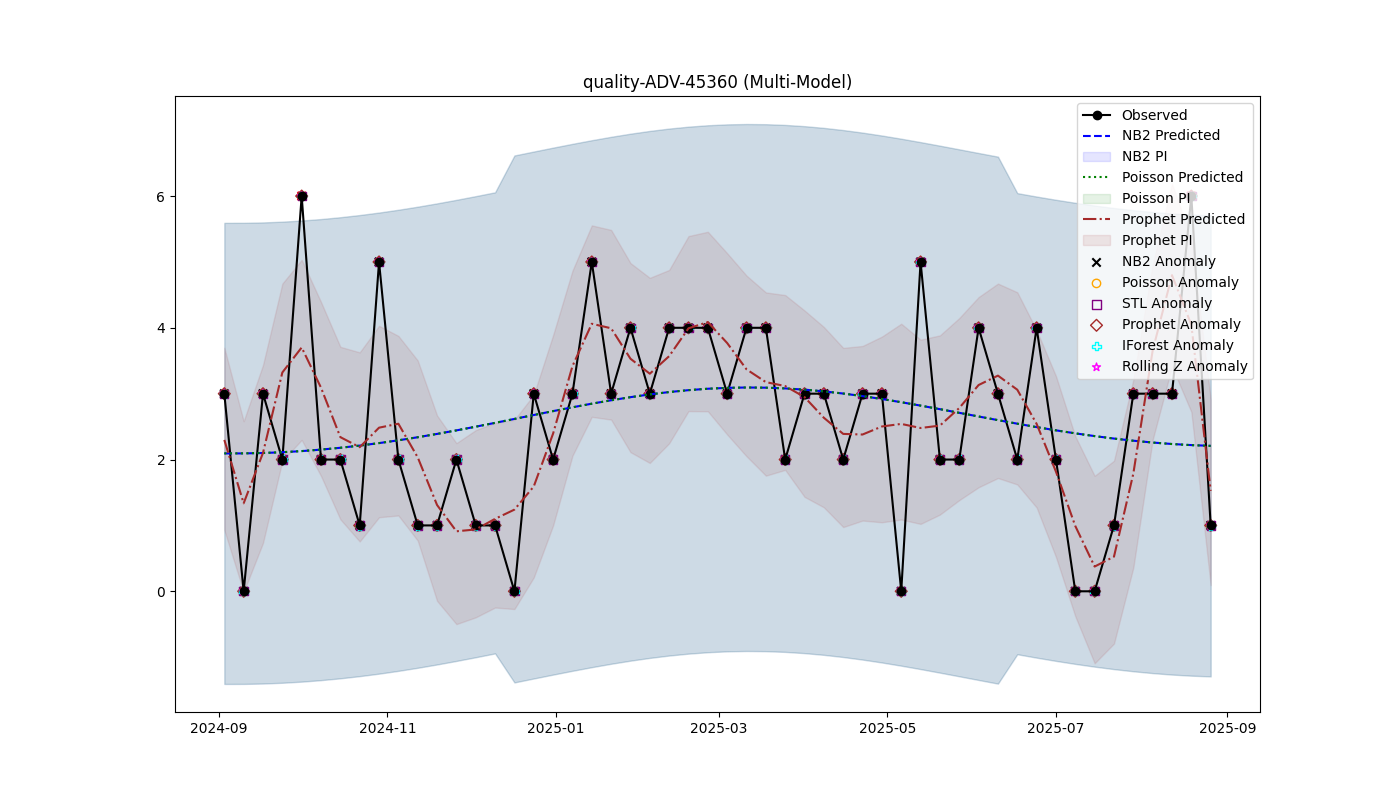 quality-ADV-45360 (Multi-Model)
Observed
NB2 Predicted
NB2 PI
Poisson Predicted
Poisson PI
Prophet Predicted
Prophet PI
NB2 Anomaly
Poisson Anomaly
STL Anomaly
Prophet Anomaly
IForest Anomaly
Rolling Z Anomaly
6
4
2
0
2024-09 2024-11 2025-01 2025-03 2025-05 2025-07 2025-09